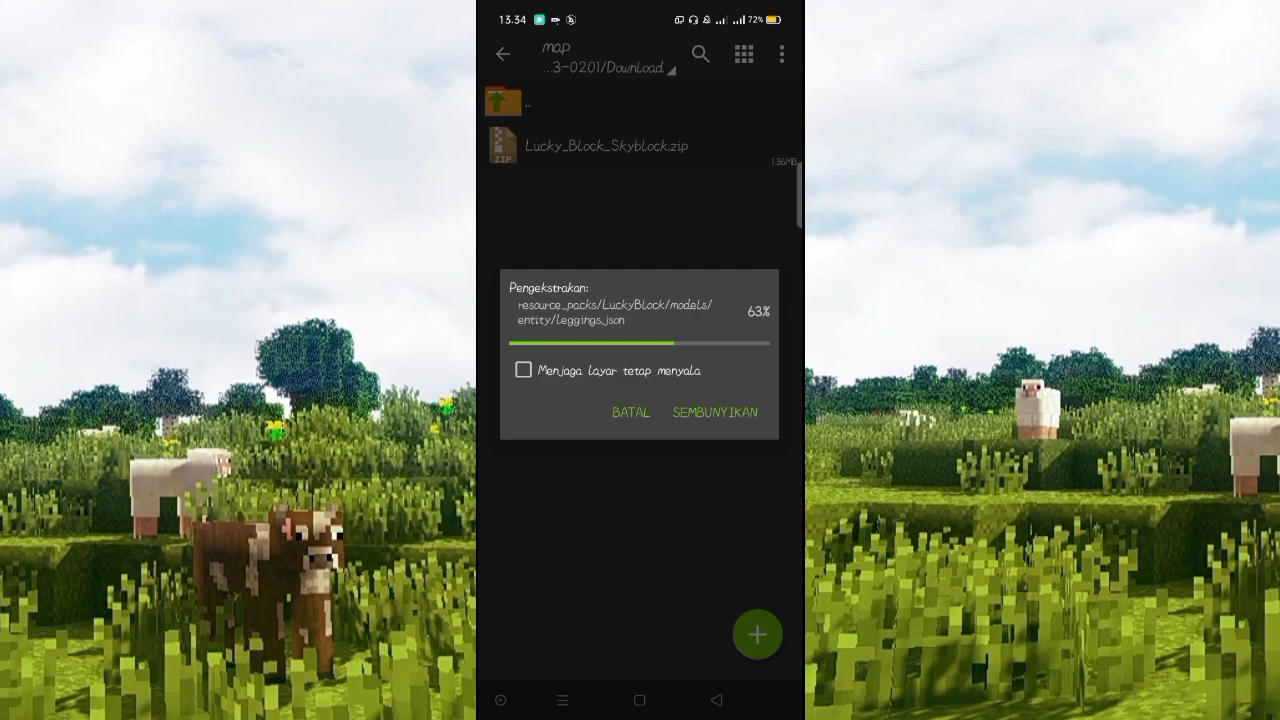 13.34
72%
map
...3-0201/Download
..
Lucky_Block_Skyblock.zip
ZIP
136MB
Pengekstrakan:
resource_packs/LuckyBlock/models/
entity/leggings.json
63%
Menjaga layar tetap menyala
BATAL SEMBUNYIKAN